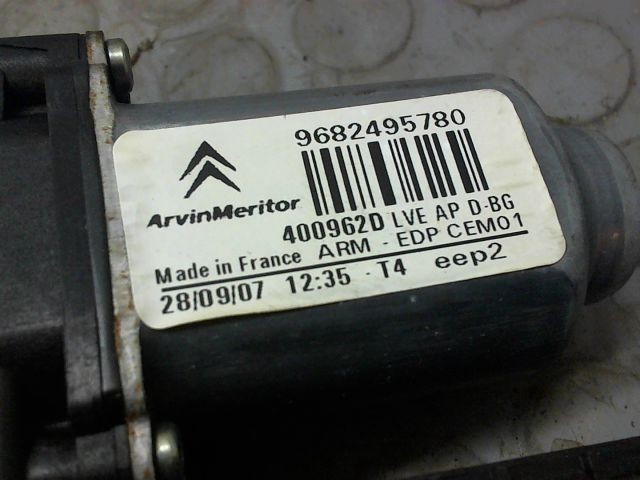 9682495780
ArvinMeritor
400962D LVE AP D-BG
Made in France ARM - EDP CEM01
28/09/07 12:35 - T4 eep2